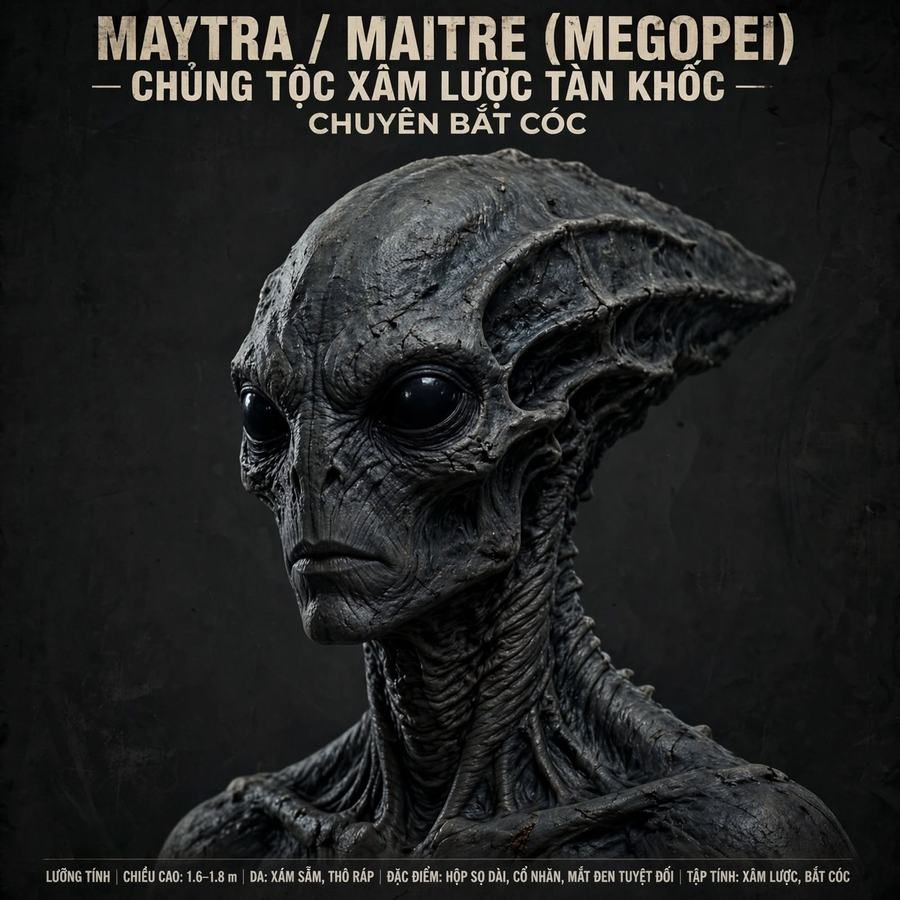 MAYTRA / MAITRE (MEGOPEI)
— CHỦNG TỘC XÂM LƯỢC TÀN KHỐC —
CHUYÊN BẮT CÓC
LƯỠNG TÍNH | CHIỀU CAO: 1.6–1.8 m | DA: XÁM SẪM, THÔ RÁP | ĐẶC ĐIỂM: HỘP SỌ DÀI, CỔ NHĂN, MẮT ĐEN TUYỆT ĐỐI | TẬP TÍNH: XÂM LƯỢC, BẮT CÓC